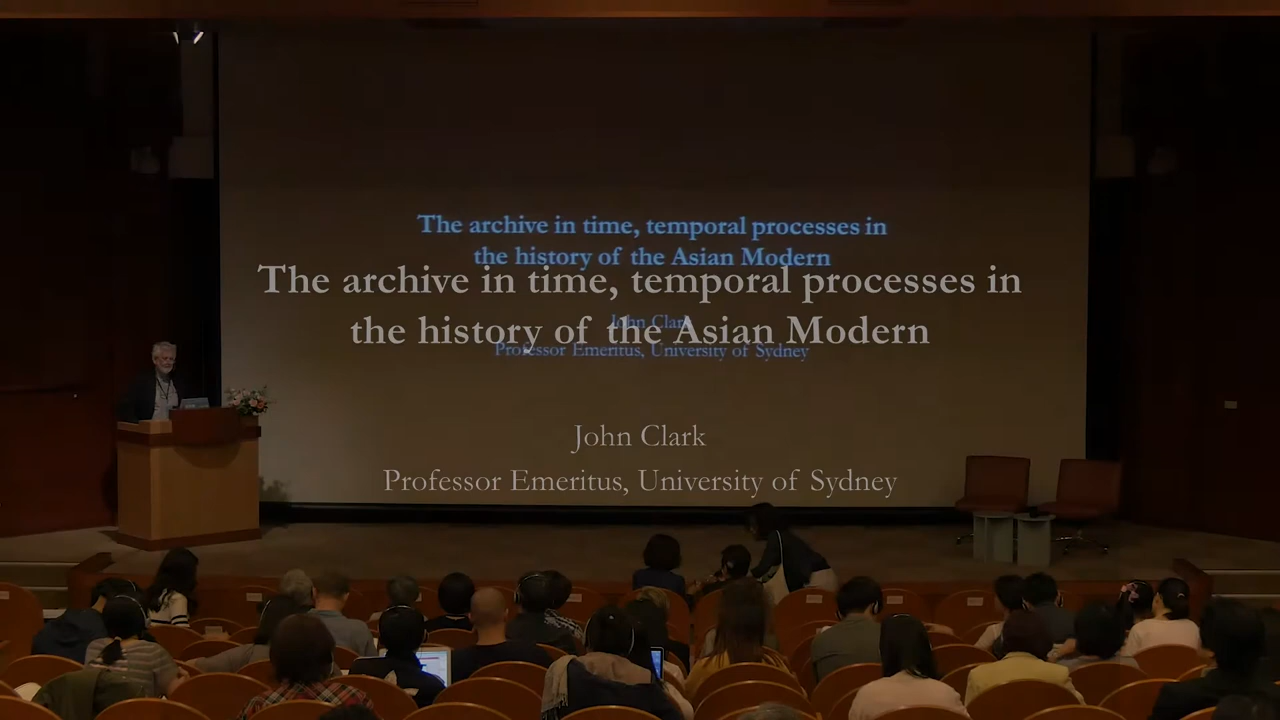 The archive in time, temporal processes in
the history of the Asian Modern
John Clark
Professor Emeritus, University of Sydney
The archive in time, temporal processes in
the history of the Asian Modern
John Clark
Professor Emeritus, University of Sydney